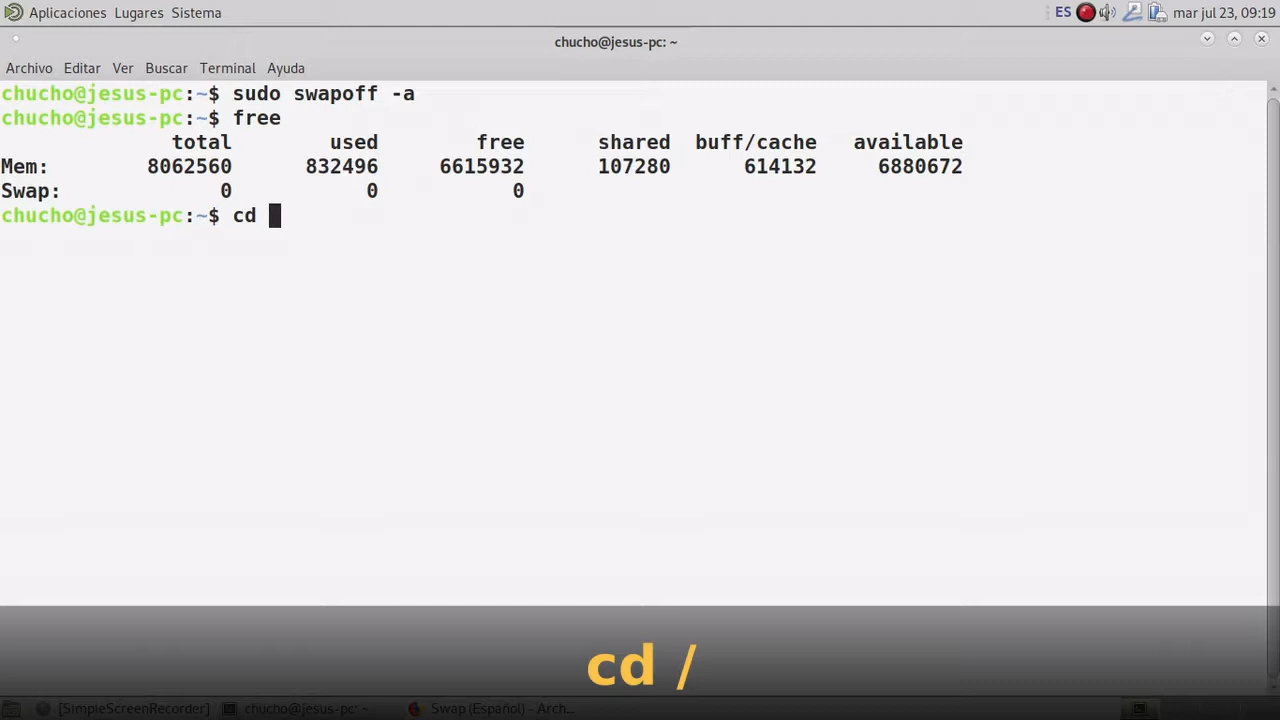 Aplicaciones Lugares Sistema ES mar jul 23, 09:19
chucho@jesus-pc: ~
Archivo Editar Ver Buscar Terminal Ayuda
chucho@jesus-pc:~$ sudo swapoff -a
chucho@jesus-pc:~$ free
total used free shared buff/cache available
Mem: 8062560 832496 6615932 107280 614132 6880672
Swap: 0 0 0
chucho@jesus-pc:~$ cd
cd /
[SimpleScreenRecorder] chucho@jesus-pc: ~ Swap (Español) - Arch...